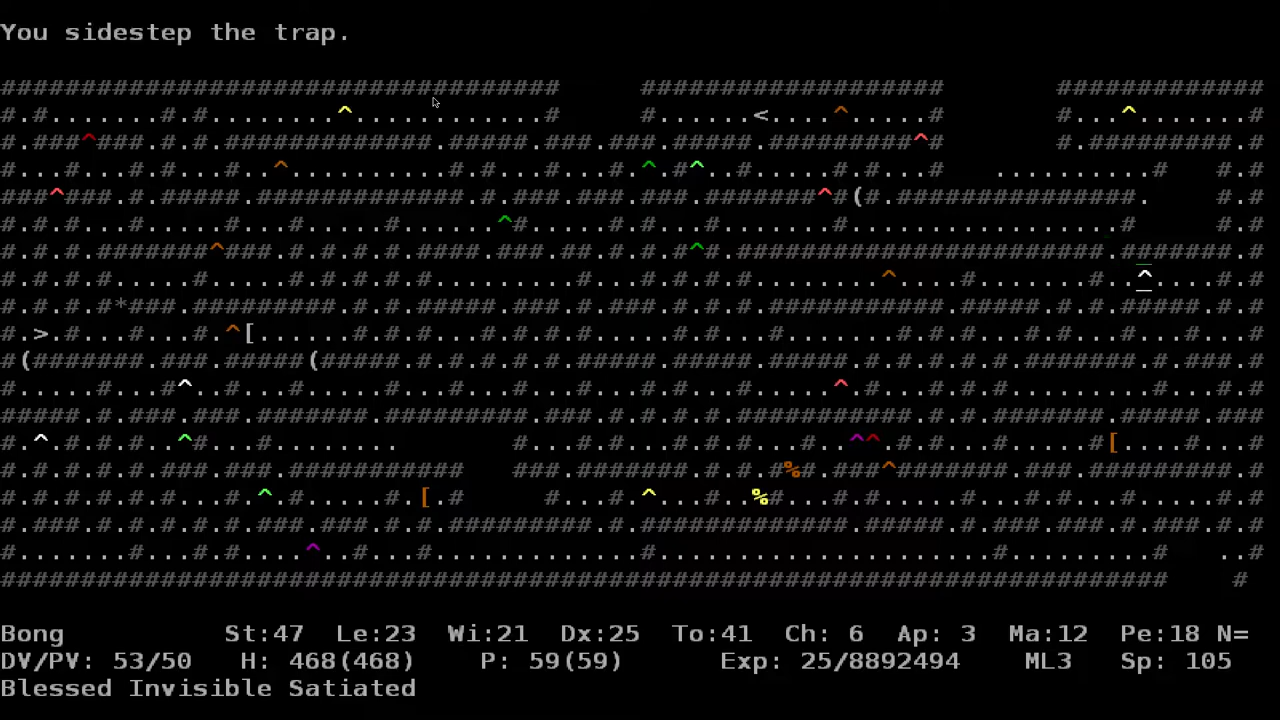 You sidestep the trap.
Bong St:47 Le:23 Wi:21 Dx:25 To:41 Ch: 6 Ap: 3 Ma:12 Pe:18 N=
DV/PV: 53/50 H: 468(468) P: 59(59) Exp: 25/8892494 ML3 Sp: 105
Blessed Invisible Satiated